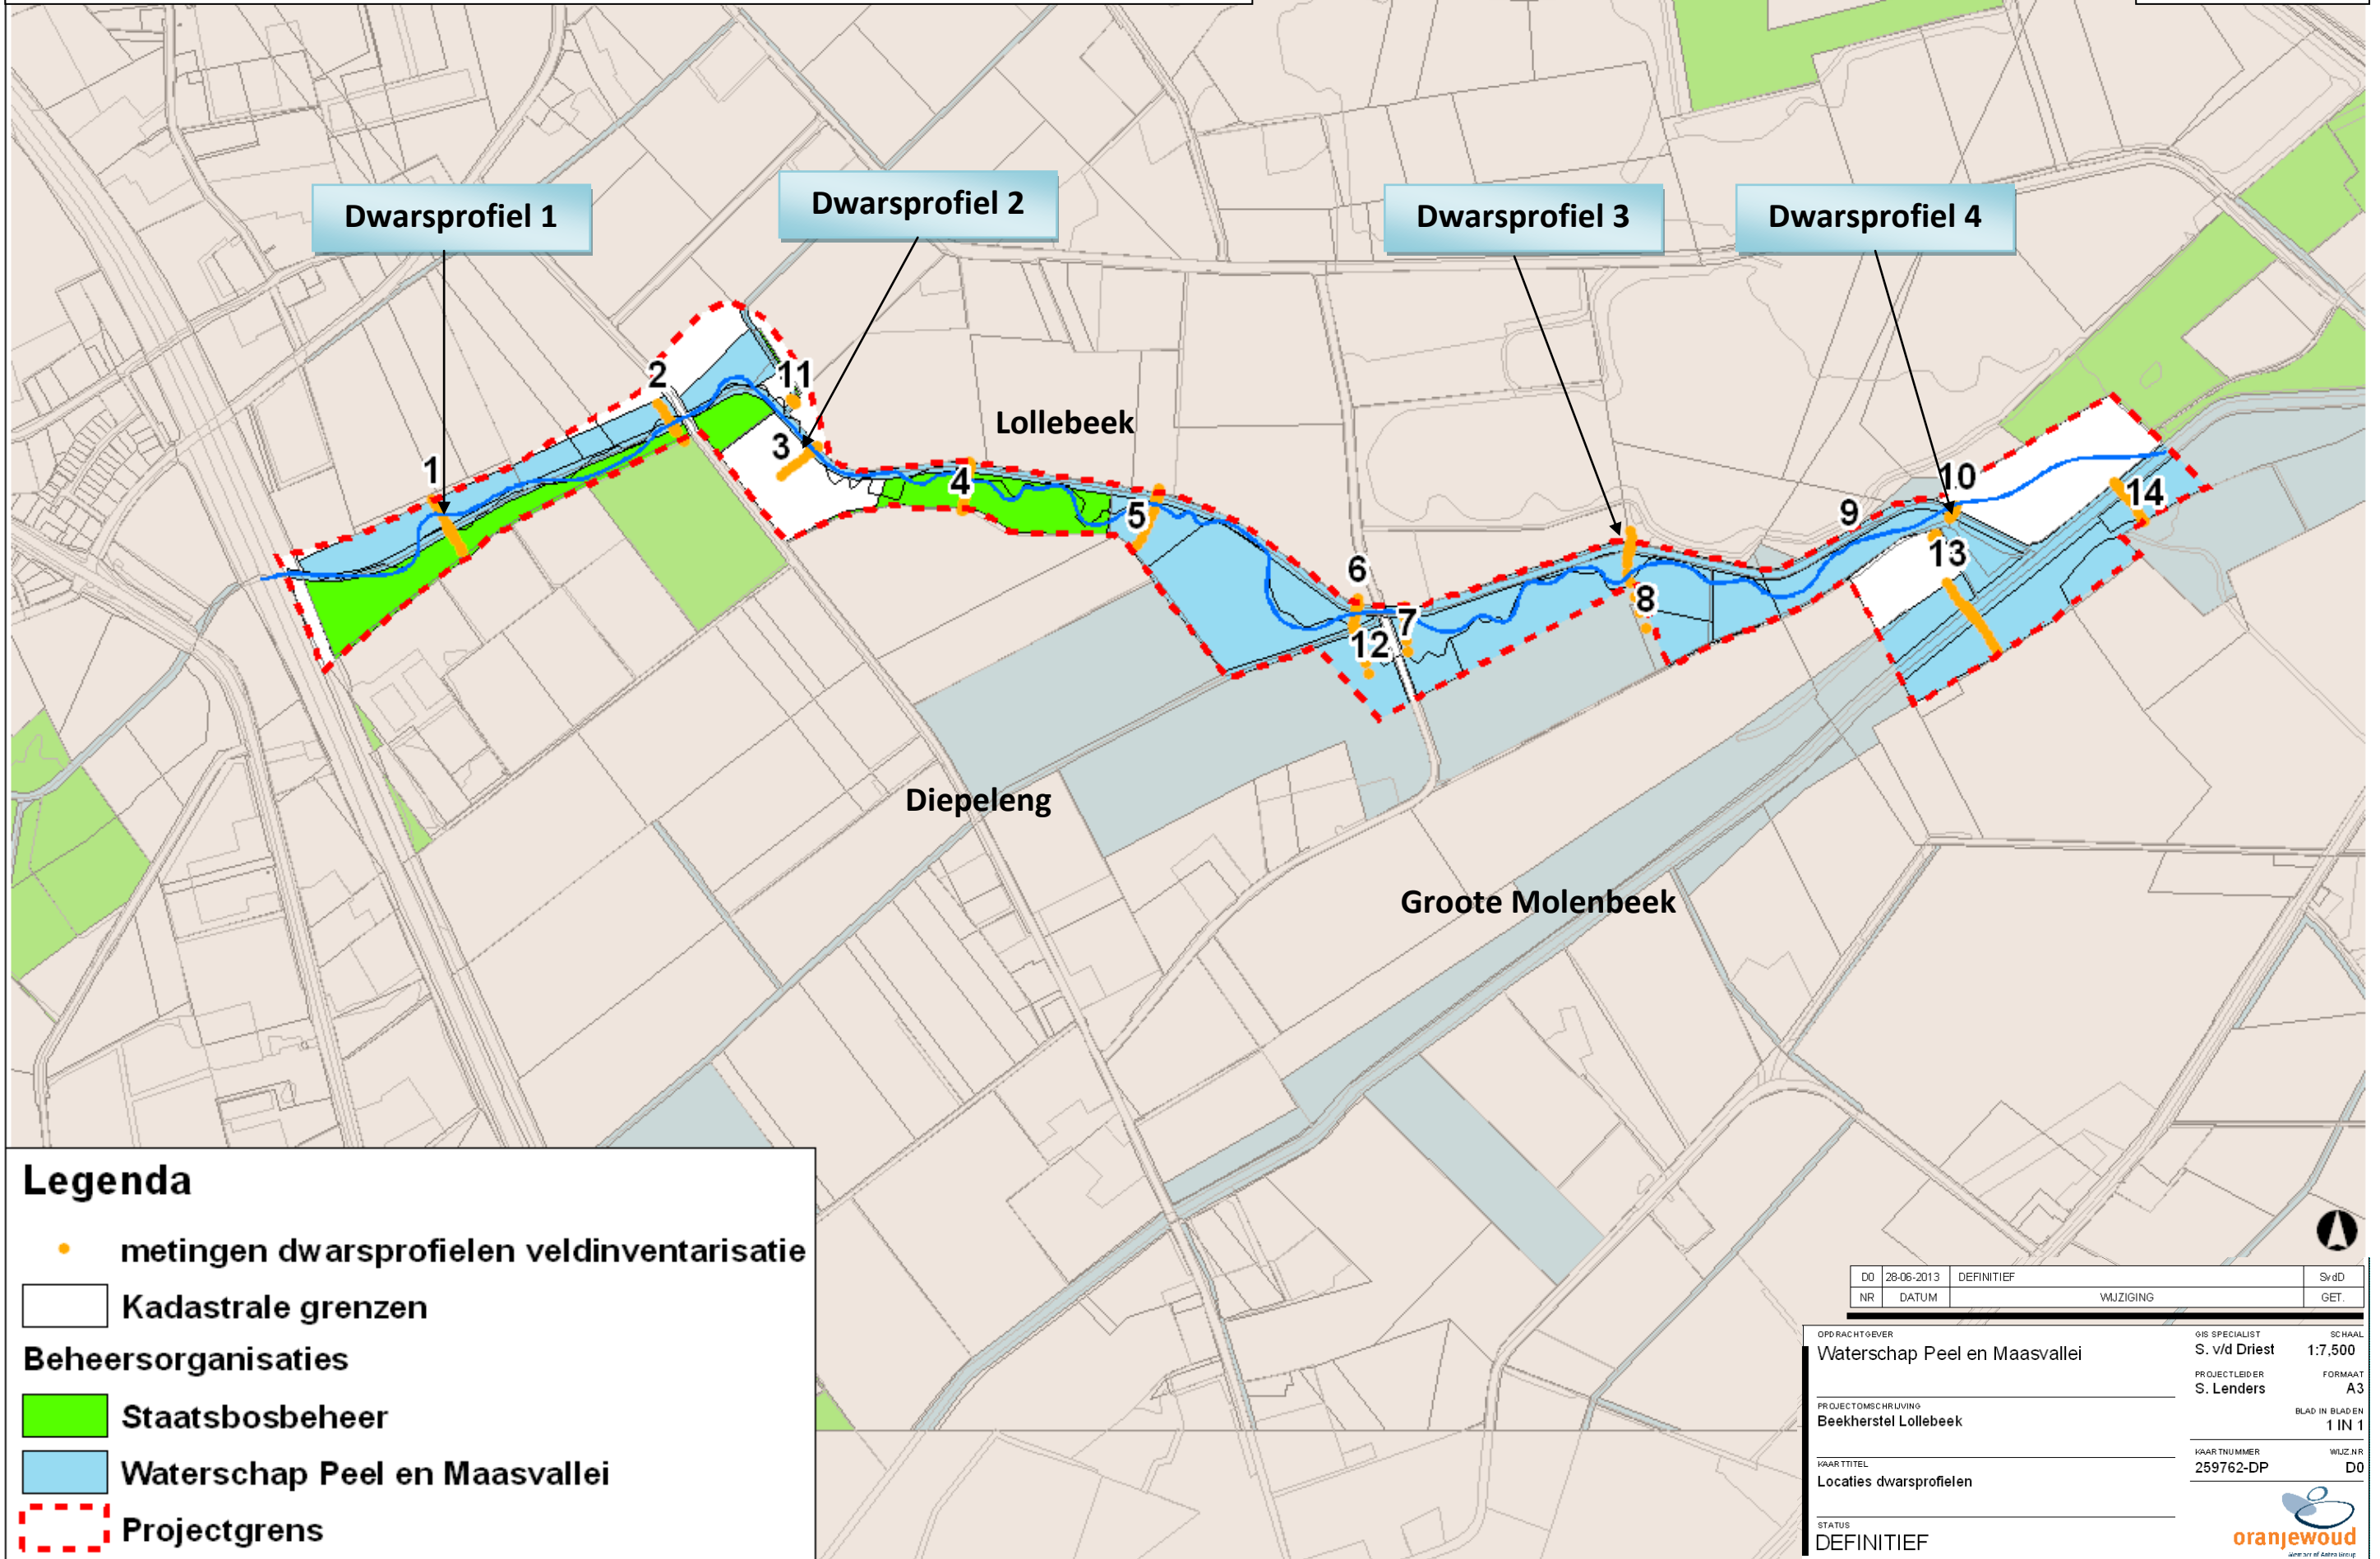 Dwarsprofiel 1
Dwarsprofiel 2
Dwarsprofiel 3
Dwarsprofiel 4
2
11
Lollebeek
3
1
4
5
10
14
9
13
6
8
7
12
Diepeleng
Groote Molenbeek
Legenda
metingen dwarsprofielen veldinventarisatie
Kadastrale grenzen
Beheersorganisaties
Staatsbosbeheer
Waterschap Peel en Maasvallei
Projectgrens
D0 28-06-2013 DEFINITIEF SvdD
NR DATUM WIJZIGING GET.
OPDRACHTGEVER
Waterschap Peel en Maasvallei
GIS SPECIALIST SCHAAL
S. v/d Driest 1:7,500
PROJECTLEIDER FORMAAT
S. Lenders A3
PROJECTOMSCHRIJVING
Beekherstel Lollebeek
BLAD IN BLADEN
1 IN 1
KAARTTITEL
Locaties dwarsprofielen
KAARTNUMMER WIJZ.NR
259762-DP D0
STATUS
DEFINITIEF
oranjewoud
Member of Antea Group